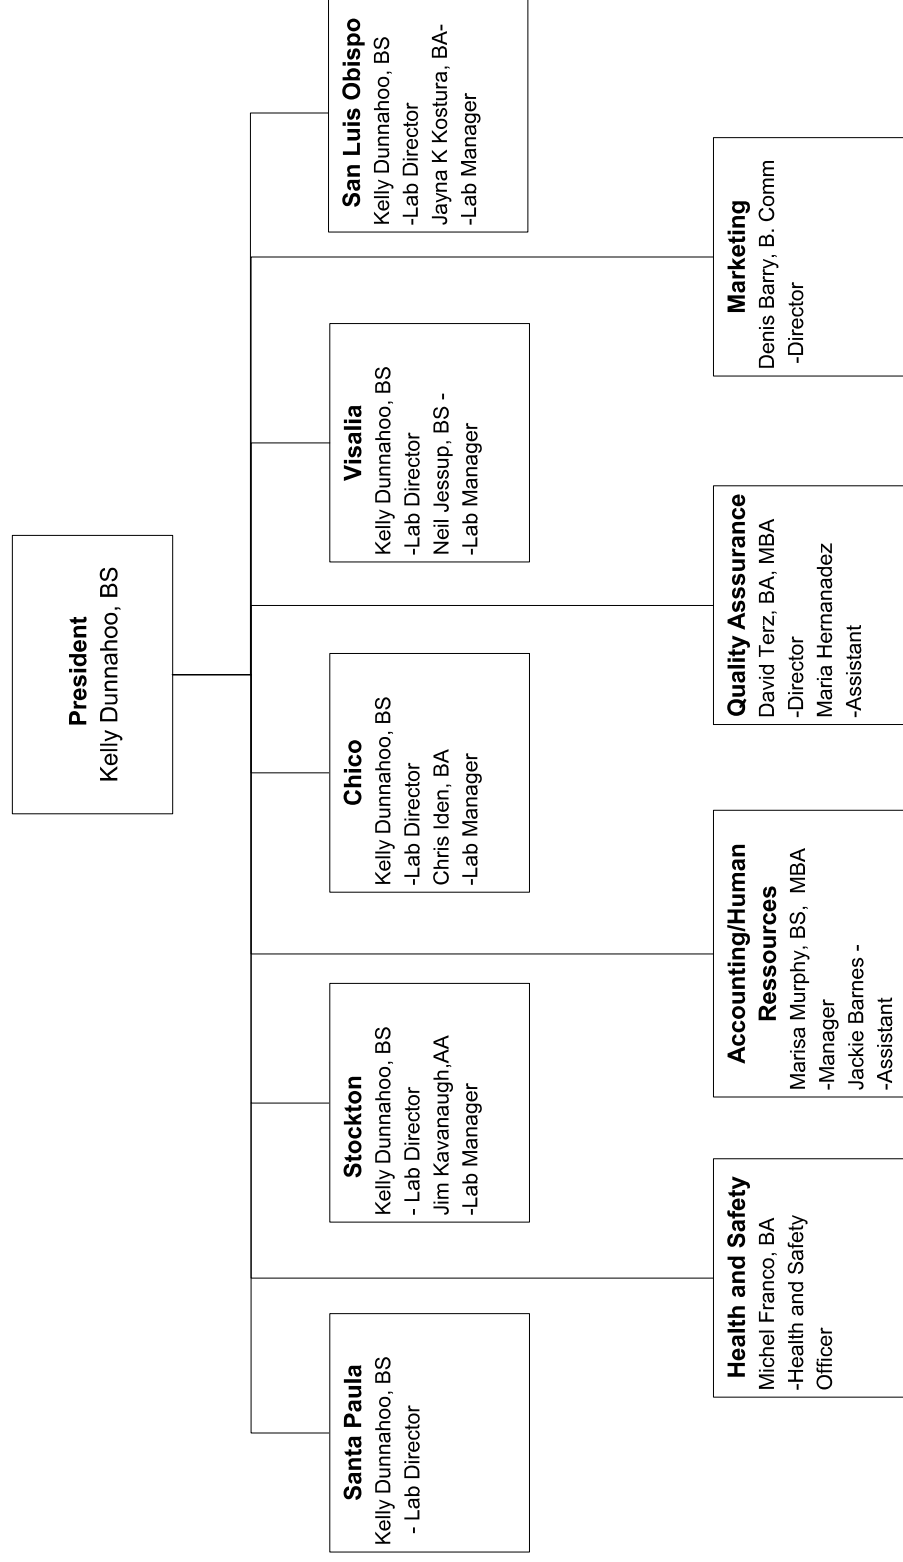 President
Kelly Dunnahoo, BS
Santa Paula
Kelly Dunnahoo, BS
- Lab Director
Stockton
Kelly Dunnahoo, BS
- Lab Director
Jim Kavanaugh,AA
-Lab Manager
Chico
Kelly Dunnahoo, BS
-Lab Director
Chris Iden, BA
-Lab Manager
Visalia
Kelly Dunnahoo, BS
-Lab Director
Neil Jessup, BS -
-Lab Manager
San Luis Obispo
Kelly Dunnahoo, BS
-Lab Director
Jayna K Kostura, BA-
-Lab Manager
Health and Safety
Michel Franco, BA
-Health and Safety
Officer
Accounting/Human
Ressources
Marisa Murphy, BS, MBA
-Manager
Jackie Barnes -
-Assistant
Quality Asssurance
David Terz, BA, MBA
-Director
Maria Hernanadez
-Assistant
Marketing
Denis Barry, B. Comm
-Director